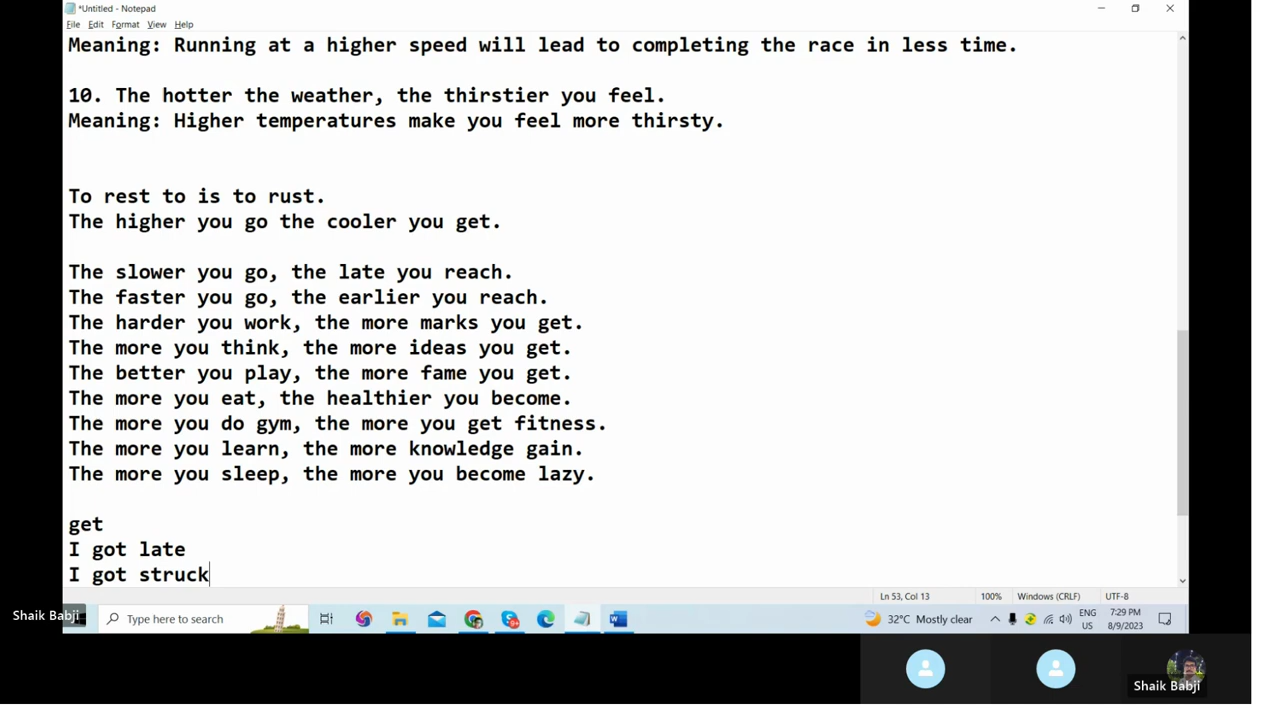 *Untitled - Notepad
File Edit Format View Help
Meaning: Running at a higher speed will lead to completing the race in less time.
10. The hotter the weather, the thirstier you feel.
Meaning: Higher temperatures make you feel more thirsty.
To rest to is to rust.
The higher you go the cooler you get.
The slower you go, the late you reach.
The faster you go, the earlier you reach.
The harder you work, the more marks you get.
The more you think, the more ideas you get.
The better you play, the more fame you get.
The more you eat, the healthier you become.
The more you do gym, the more you get fitness.
The more you learn, the more knowledge gain.
The more you sleep, the more you become lazy.
get
I got late
I got struck
Ln 53, Col 13 100% Windows (CRLF) UTF-8
Shaik Babji Type here to search 32°C Mostly clear ENG US 7:29 PM 8/9/2023
Shaik Babji